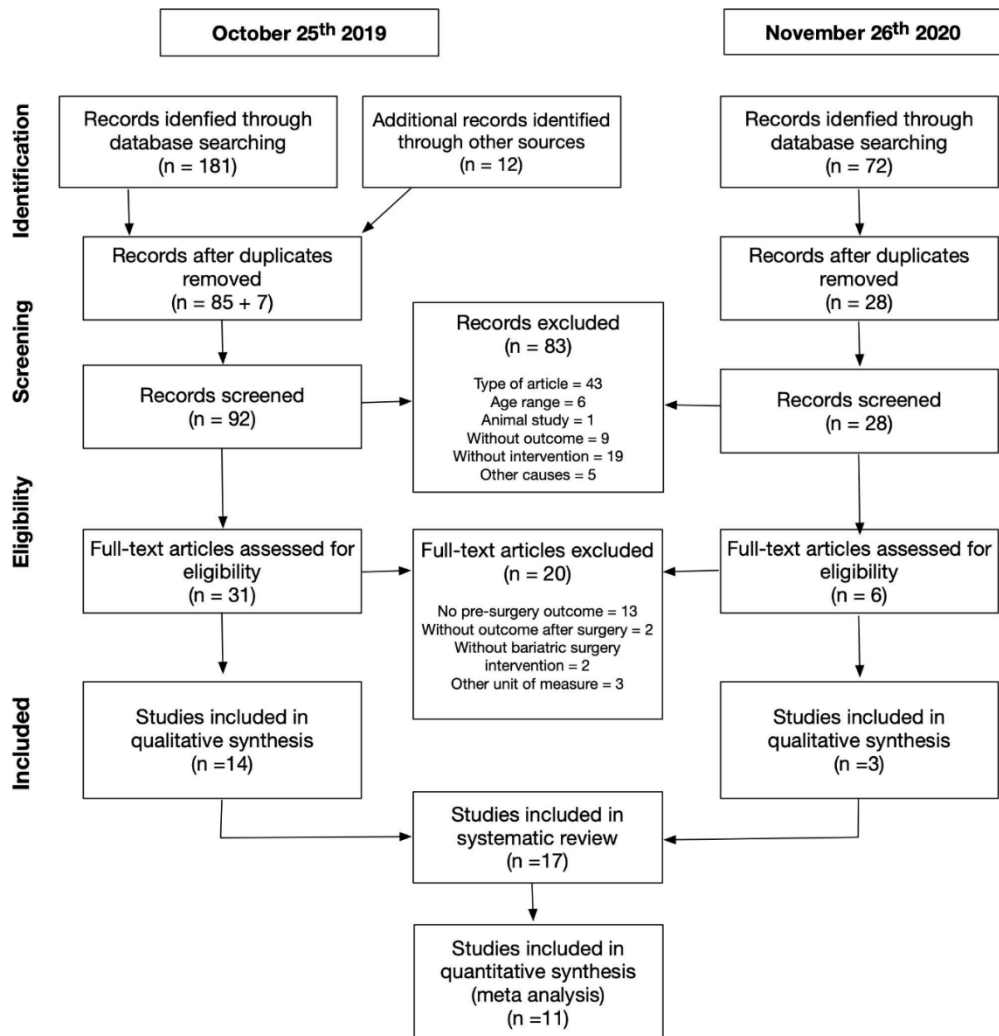 October 25th 2019
November 26th 2020
Identification
Records idenfied through
database searching
(n = 181)
Additional records identified
through other sources
(n = 12)
Records idenfied through
database searching
(n = 72)
Records after duplicates
removed
(n = 85 + 7)
Records after duplicates
removed
(n = 28)
Screening
Records screened
(n = 92)
Records excluded
(n = 83)
Type of article = 43
Age range = 6
Animal study = 1
Without outcome = 9
Without intervention = 19
Other causes = 5
Records screened
(n = 28)
Eligibility
Full-text articles assessed for
eligibility
(n = 31)
Full-text articles excluded
(n = 20)
No pre-surgery outcome = 13
Without outcome after surgery = 2
Without bariatric surgery
intervention = 2
Other unit of measure = 3
Full-text articles assessed for
eligibility
(n = 6)
Included
Studies included in
qualitative synthesis
(n =14)
Studies included in
qualitative synthesis
(n =3)
Studies included in
systematic review
(n =17)
Studies included in
quantitative synthesis
(meta analysis)
(n =11)